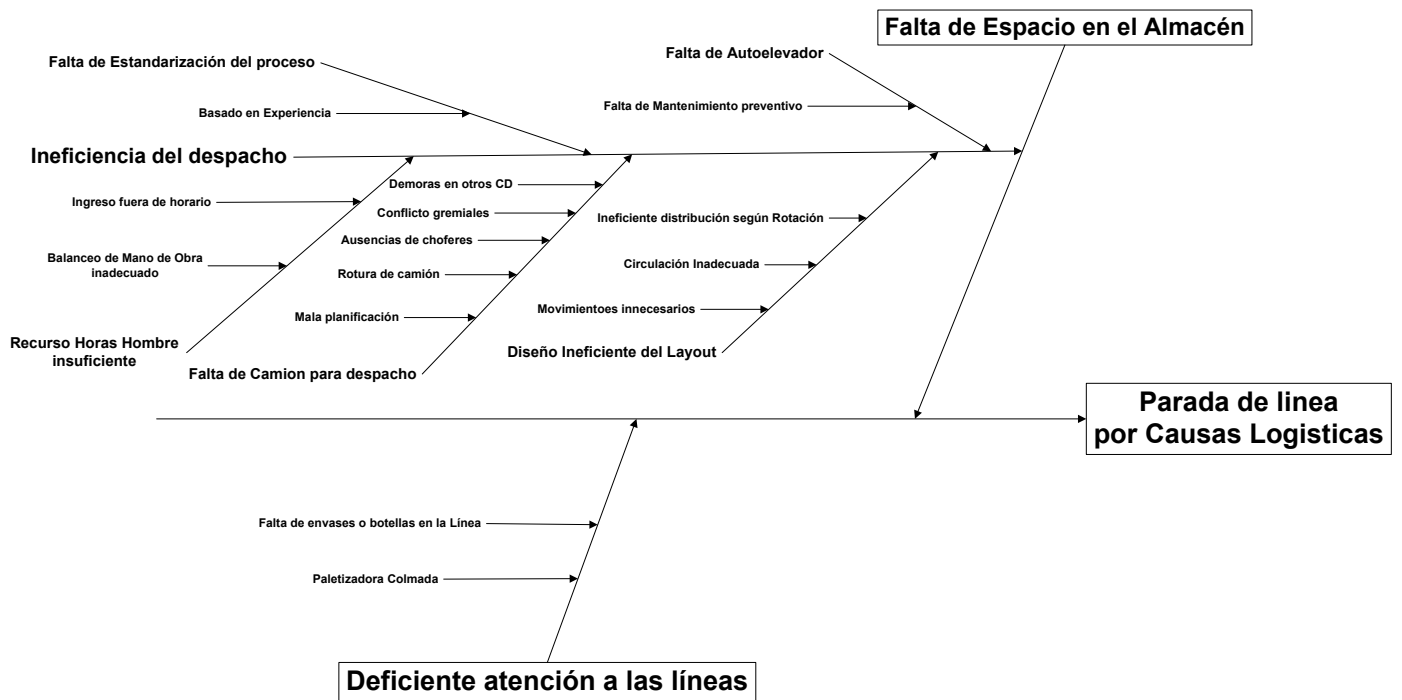 Falta de Espacio en el Almacén
Falta de Autoelevador
Falta de Estandarización del proceso
Falta de Mantenimiento preventivo
Basado en Experiencia
Ineficiencia del despacho
Demoras en otros CD
Ingreso fuera de horario
Conflicto gremiales
Ineficiente distribución según Rotación
Ausencias de choferes
Balanceo de Mano de Obra
inadecuado
Circulación Inadecuada
Rotura de camión
Movimientoes innecesarios
Mala planificación
Recurso Horas Hombre
insuficiente
Diseño Ineficiente del Layout
Falta de Camion para despacho
Parada de linea
por Causas Logisticas
Falta de envases o botellas en la Línea
Paletizadora Colmada
Deficiente atención a las líneas